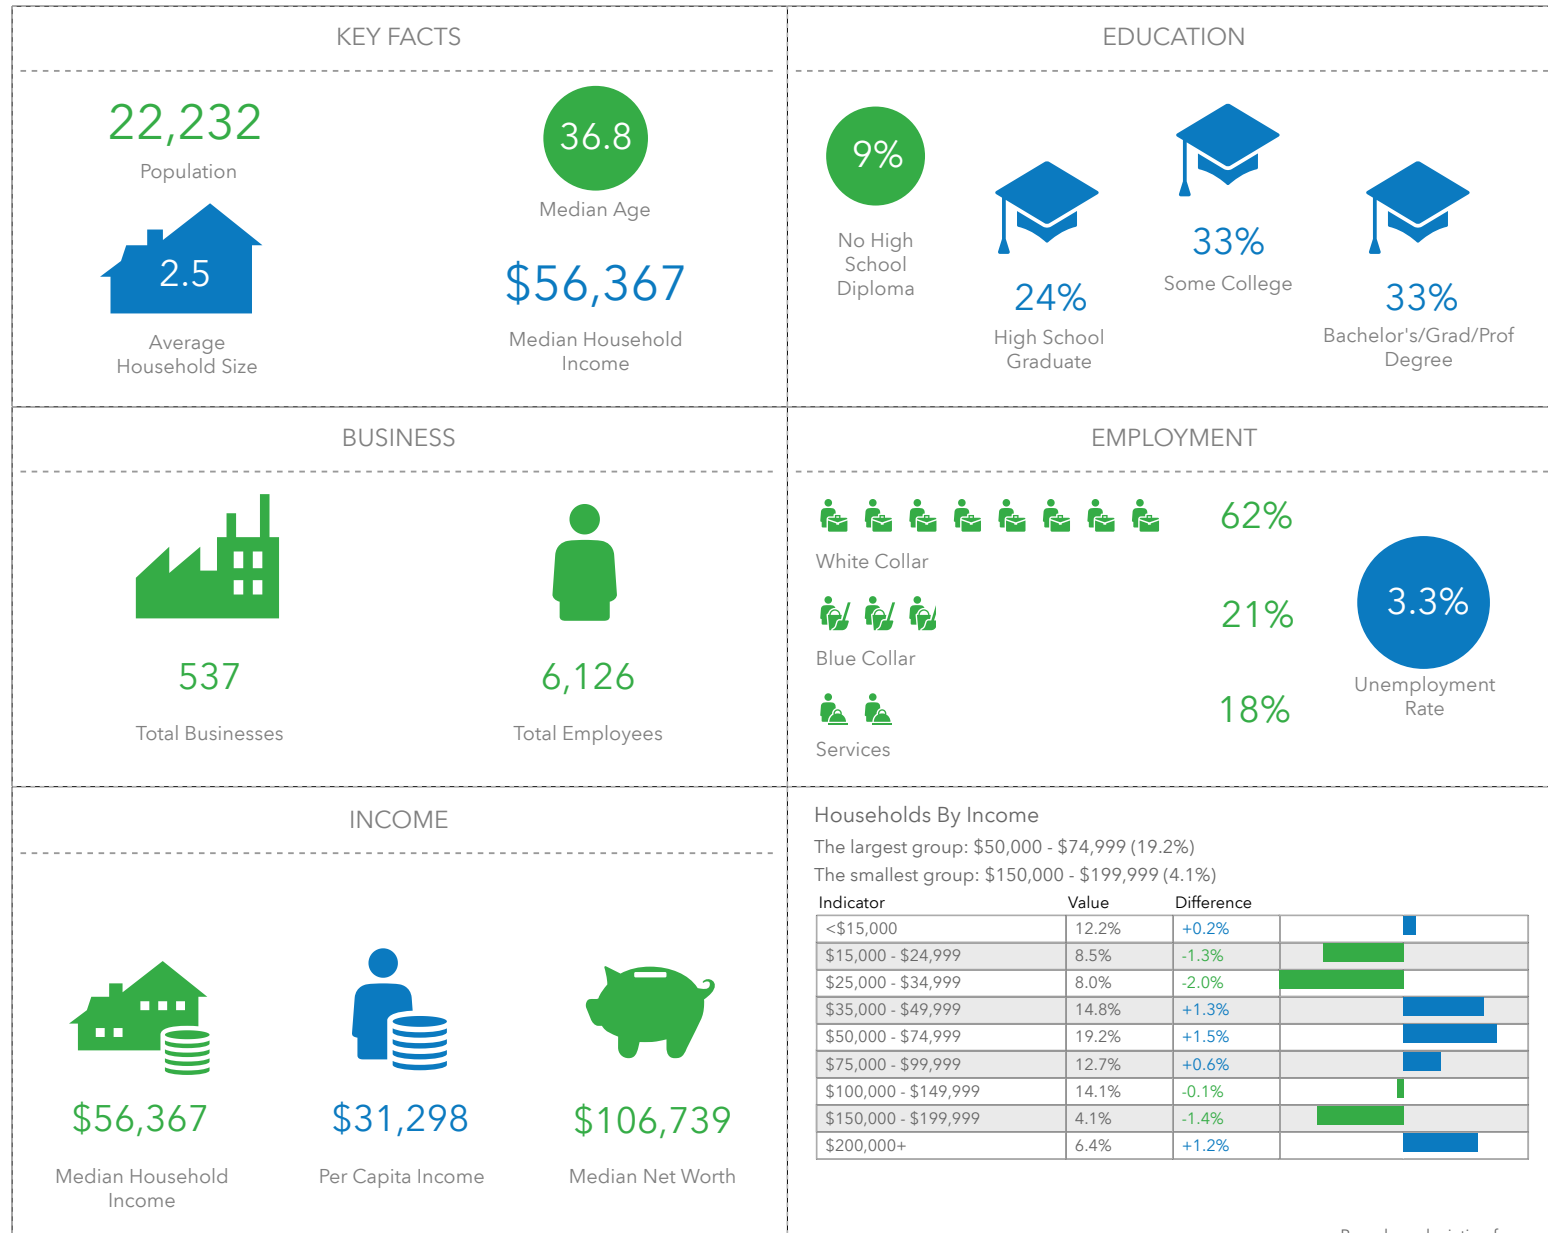 KEY FACTS
22,232
Population
36.8
Median Age
2.5
Average
Household Size
$56,367
Median Household
Income
EDUCATION
9%
No High
School
Diploma
24%
High School
Graduate
33%
Some College
33%
Bachelor's/Grad/Prof
Degree
BUSINESS
537
Total Businesses
6,126
Total Employees
EMPLOYMENT
62%
White Collar
21%
Blue Collar
18%
Services
3.3%
Unemployment
Rate
INCOME
$56,367
Median Household
Income
$31,298
Per Capita Income
$106,739
Median Net Worth
Households By Income
The largest group: $50,000 - $74,999 (19.2%)
The smallest group: $150,000 - $199,999 (4.1%)
Indicator Value Difference
<$15,000 12.2% +0.2%
$15,000 - $24,999 8.5% -1.3%
$25,000 - $34,999 8.0% -2.0%
$35,000 - $49,999 14.8% +1.3%
$50,000 - $74,999 19.2% +1.5%
$75,000 - $99,999 12.7% +0.6%
$100,000 - $149,999 14.1% -0.1%
$150,000 - $199,999 4.1% -1.4%
$200,000+ 6.4% +1.2%